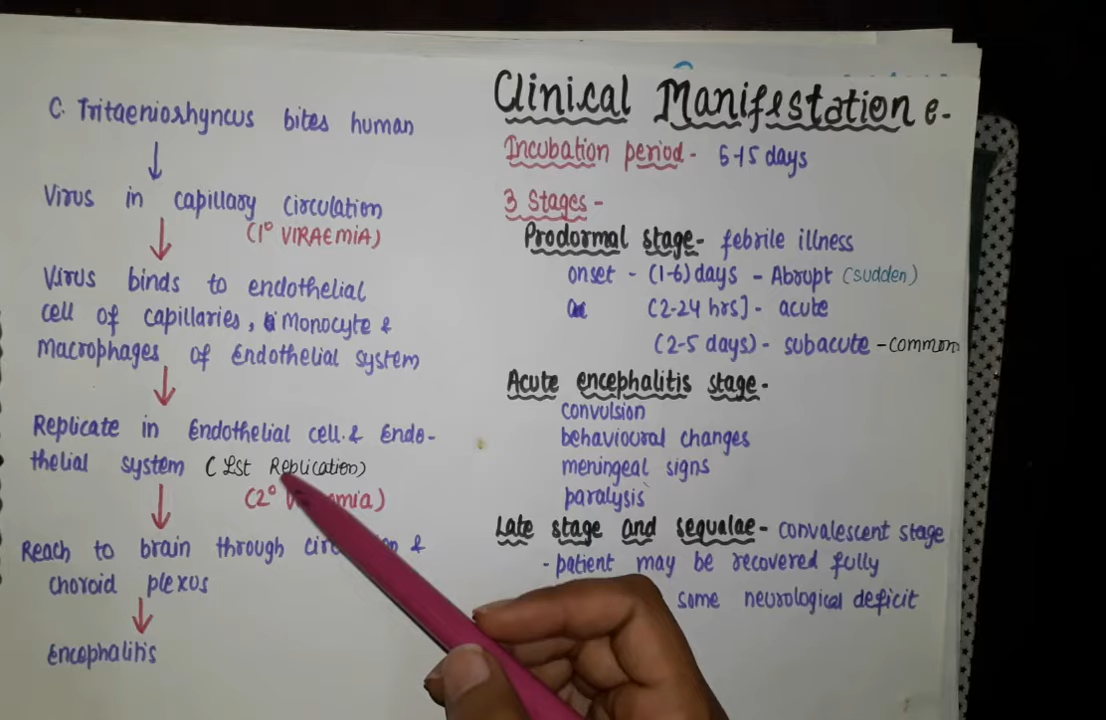 C. Tritaeniorhyncus bites human
↓
Virus in capillary circulation
(1° VIRAEMIA)
↓
Virus binds to endothelial
cell of capillaries, Monocyte &
Macrophages of Endothelial system
↓
Replicate in Endothelial cell & Endo-
thelial system (1st Replication)
↓
(2°
Reach to brain through &
choroid plexus
↓
Encephalitis
Clinical Manifestation e.
Incubation period - 6-15 days
3 Stages -
Prodormal stage - febrile illness
onset - (1-6) days - Abrupt (sudden)
(2-24 hrs] - acute
(2-5 days) - subacute - common
Acute encephalitis stage -
convulsion
behavioural changes
meningeal signs
paralysis
Late stage and sequalae - convalescent stage
- patient may be recovered fully
some neurological deficit